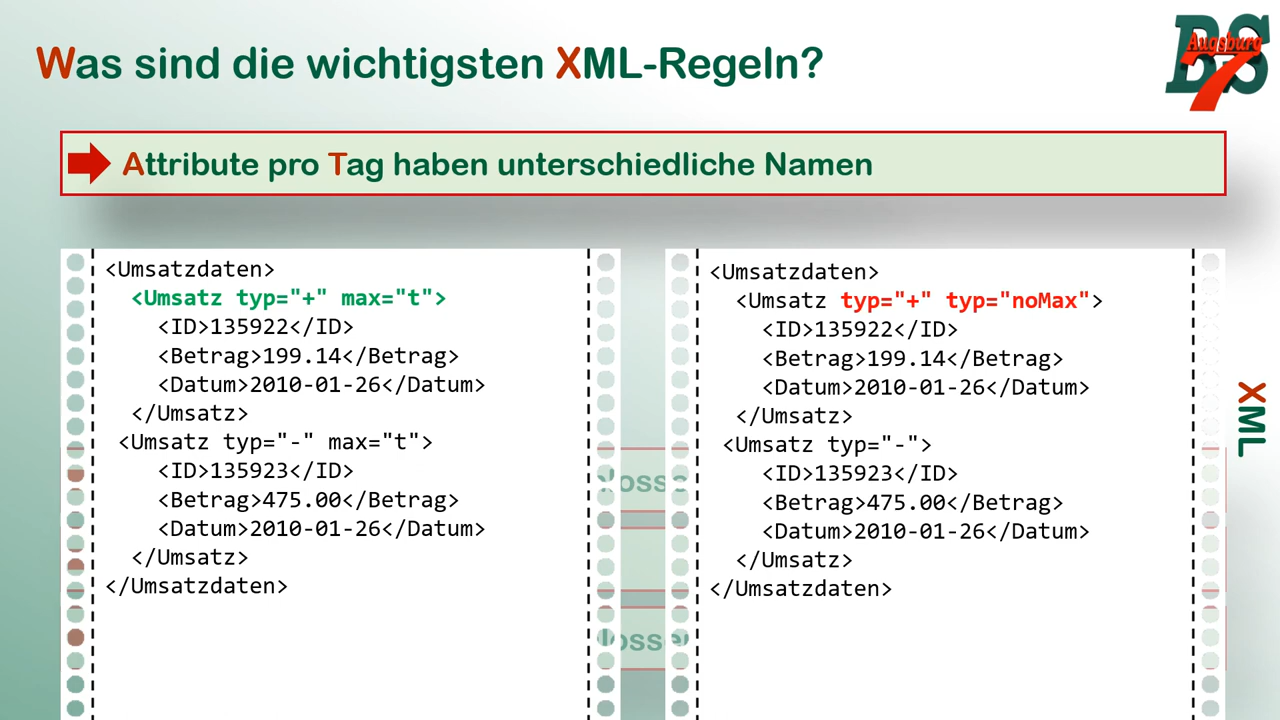 Was sind die wichtigsten XML-Regeln?
BS
Augsburg
7
Attribute pro Tag haben unterschiedliche Namen
<Umsatzdaten>
<Umsatz typ="+" max="t">
<ID>135922</ID>
<Betrag>199.14</Betrag>
<Datum>2010-01-26</Datum>
</Umsatz>
<Umsatz typ="-" max="t">
<ID>135923</ID>
<Betrag>475.00</Betrag>
<Datum>2010-01-26</Datum>
</Umsatz>
</Umsatzdaten>
<Umsatzdaten>
<Umsatz typ="+" typ="noMax">
<ID>135922</ID>
<Betrag>199.14</Betrag>
<Datum>2010-01-26</Datum>
</Umsatz>
<Umsatz typ="-">
<ID>135923</ID>
<Betrag>475.00</Betrag>
<Datum>2010-01-26</Datum>
</Umsatz>
</Umsatzdaten>
XML